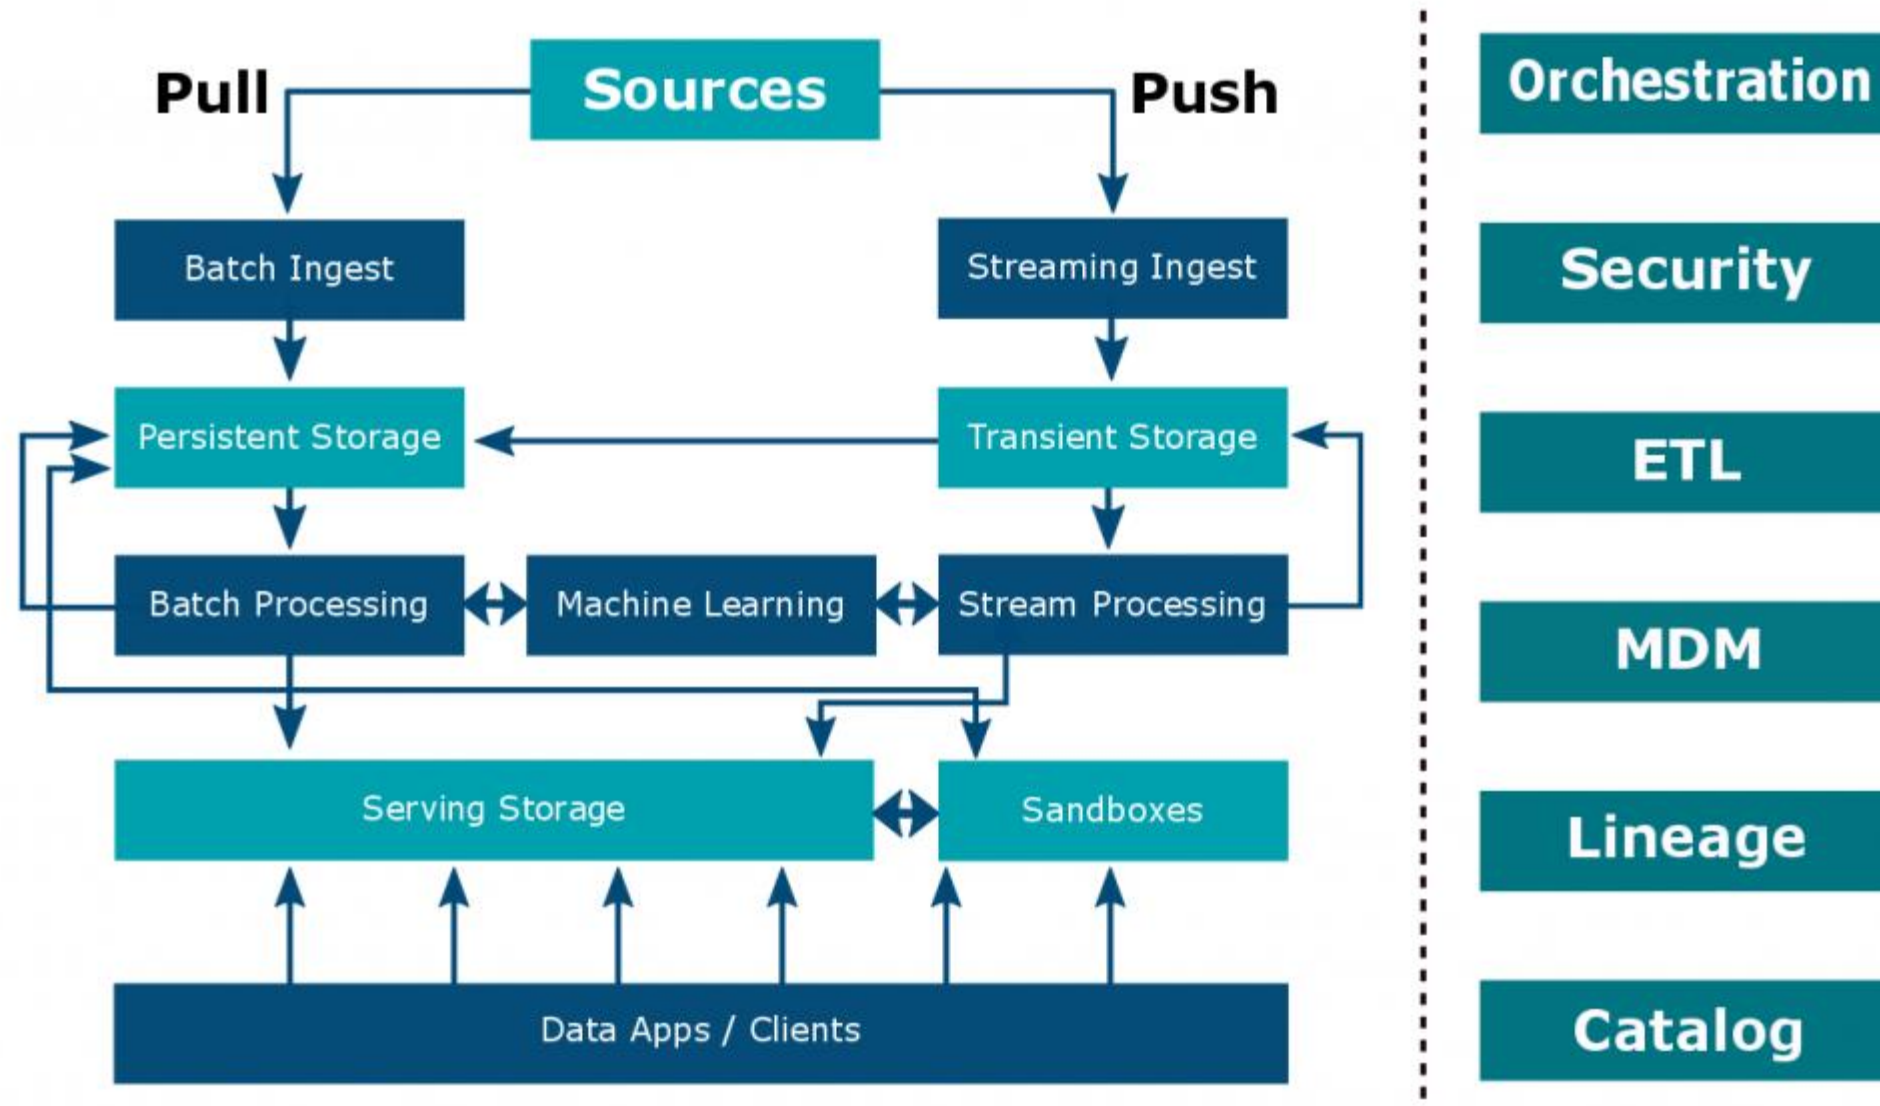 Pull
Sources
Push
Batch Ingest
Streaming Ingest
Persistent Storage
Transient Storage
Batch Processing
Machine Learning
Stream Processing
Serving Storage
Sandboxes
Data Apps / Clients
Orchestration
Security
ETL
MDM
Lineage
Catalog